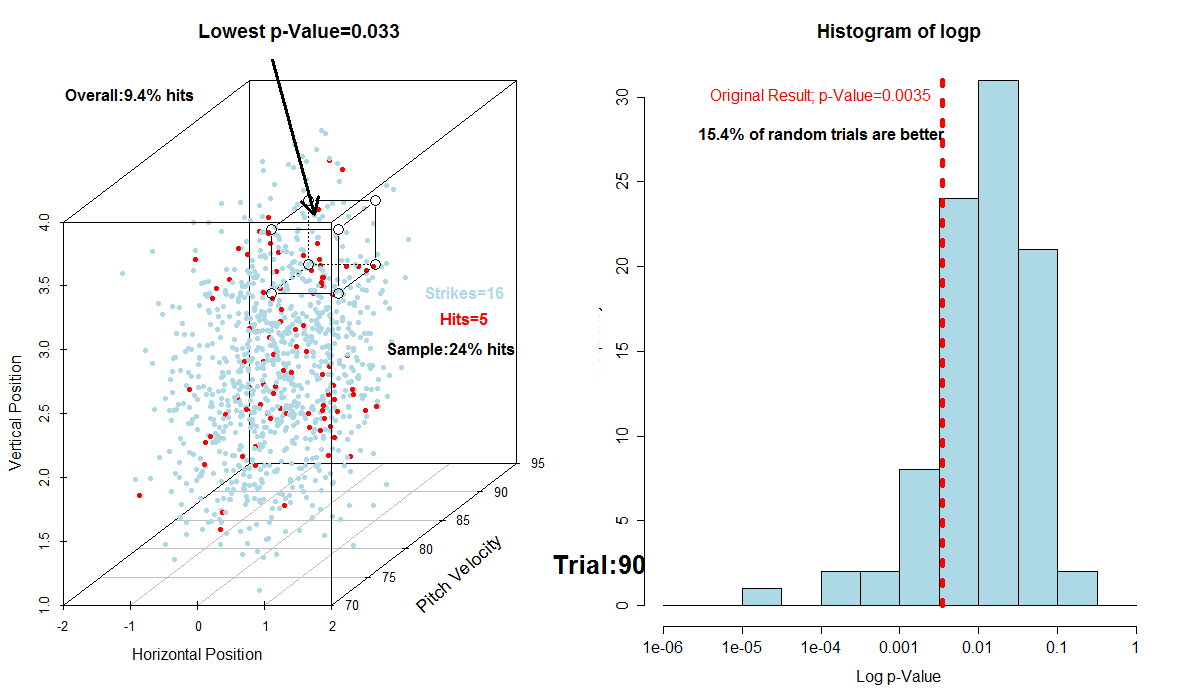 Lowest p-Value=0.033
Overall:9.4% hits
4.0
3.5
3.0
2.5
2.0
1.5
1.0
Vertical Position
-2
-1
0
1
2
Horizontal Position
70
75
80
85
90
95
Pitch Velocity
Strikes=16
Hits=5
Sample:24% hits
Trial:90
Histogram of logp
Original Result; p-Value=0.0035
15.4% of random trials are better
30
25
20
15
10
5
0
1e-06
1e-05
1e-04
0.001
0.01
0.1
1
Log p-Value